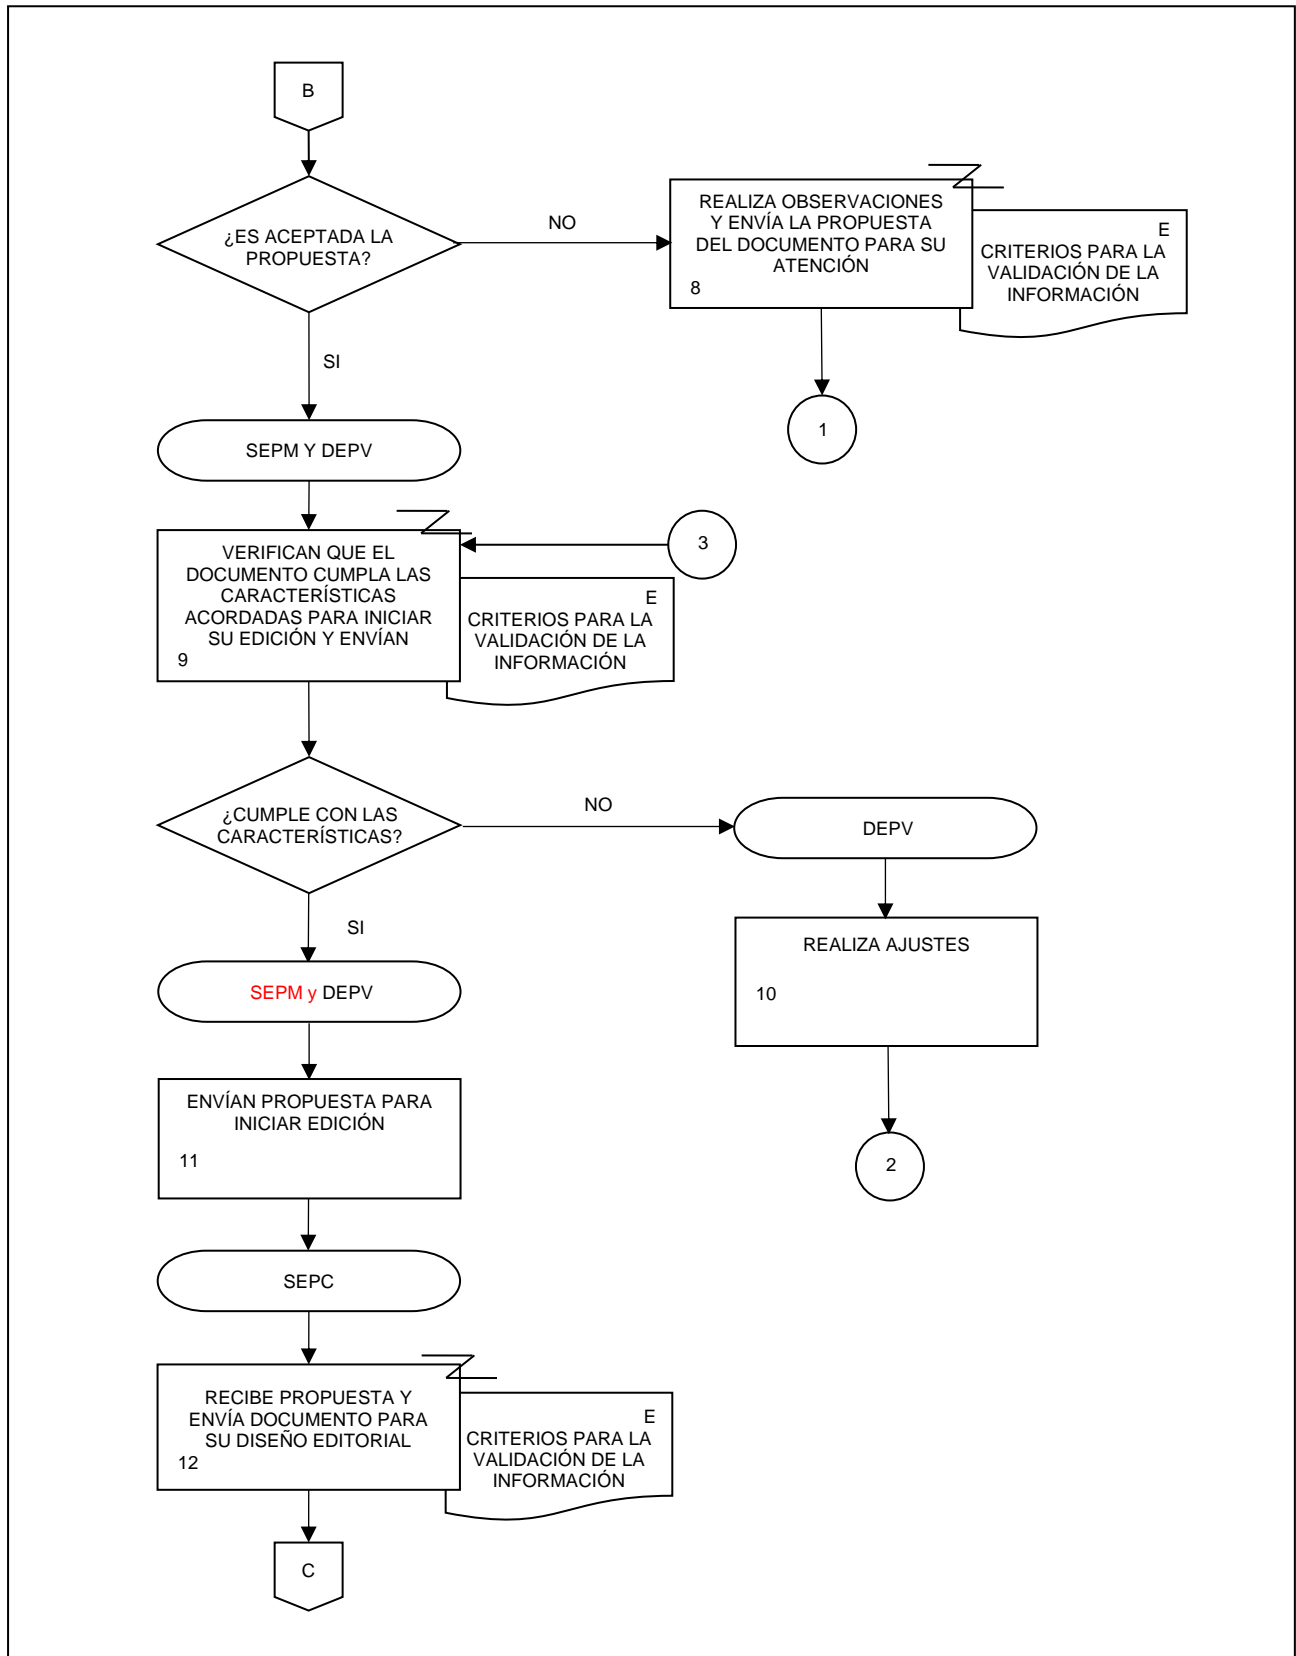 B
¿ES ACEPTADA LA
PROPUESTA?
NO
REALIZA OBSERVACIONES
Y ENVÍA LA PROPUESTA
DEL DOCUMENTO PARA SU
ATENCIÓN
8
E
CRITERIOS PARA LA
VALIDACIÓN DE LA
INFORMACIÓN
SI
1
SEPM Y DEPV
VERIFICAN QUE EL
DOCUMENTO CUMPLA LAS
CARACTERÍSTICAS
ACORDADAS PARA INICIAR
SU EDICIÓN Y ENVÍAN
9
3
E
CRITERIOS PARA LA
VALIDACIÓN DE LA
INFORMACIÓN
¿CUMPLE CON LAS
CARACTERÍSTICAS?
NO
DEPV
SI
REALIZA AJUSTES
10
SEPM y DEPV
ENVÍAN PROPUESTA PARA
INICIAR EDICIÓN
11
2
SEPC
RECIBE PROPUESTA Y
ENVÍA DOCUMENTO PARA
SU DISEÑO EDITORIAL
12
E
CRITERIOS PARA LA
VALIDACIÓN DE LA
INFORMACIÓN
C